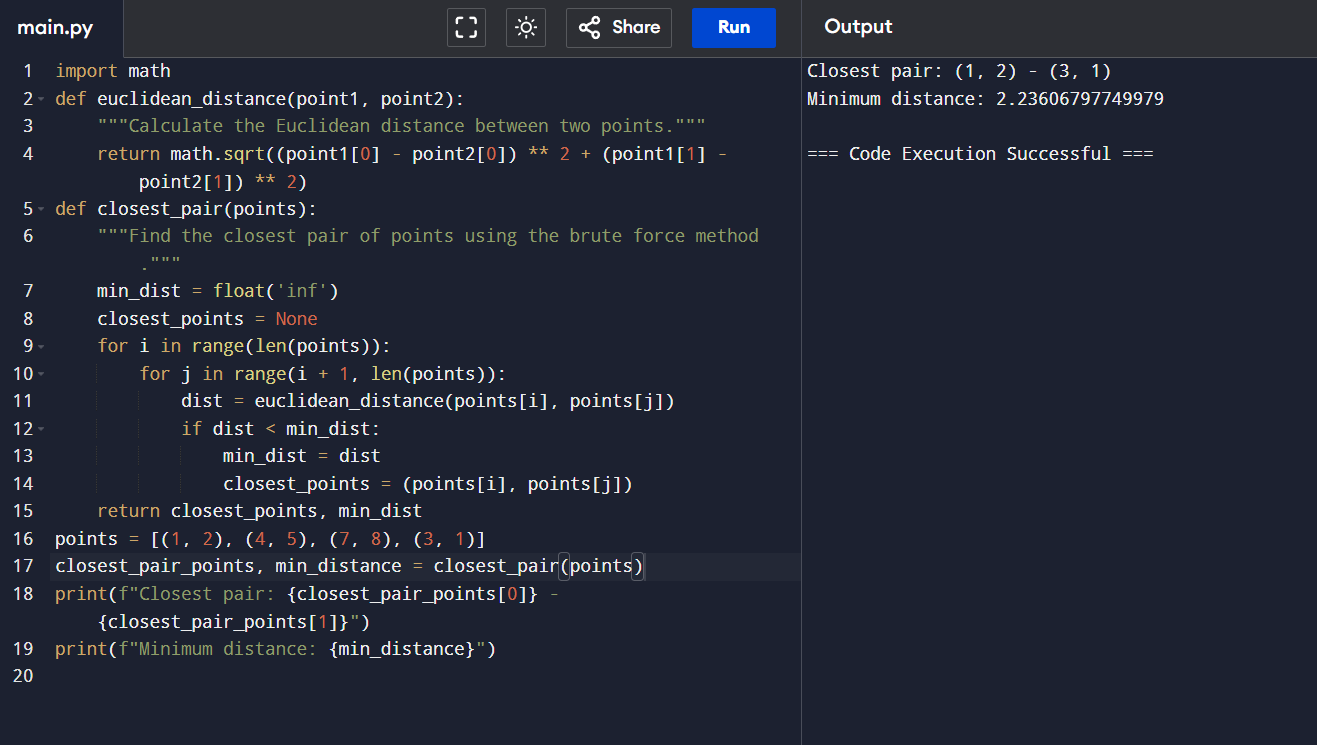 main.py
Share
Run
Output
1 import math
2 def euclidean_distance(point1, point2):
3     """Calculate the Euclidean distance between two points."""
4     return math.sqrt((point1[0] - point2[0]) ** 2 + (point1[1] -
        point2[1]) ** 2)
5 def closest_pair(points):
6     """Find the closest pair of points using the brute force method
        ."""
7     min_dist = float('inf')
8     closest_points = None
9     for i in range(len(points)):
10         for j in range(i + 1, len(points)):
11             dist = euclidean_distance(points[i], points[j])
12             if dist < min_dist:
13                 min_dist = dist
14                 closest_points = (points[i], points[j])
15     return closest_points, min_dist
16 points = [(1, 2), (4, 5), (7, 8), (3, 1)]
17 closest_pair_points, min_distance = closest_pair(points)
18 print(f"Closest pair: {closest_pair_points[0]} -
    {closest_pair_points[1]}")
19 print(f"Minimum distance: {min_distance}")
20
Closest pair: (1, 2) - (3, 1)
Minimum distance: 2.23606797749979
=== Code Execution Successful ===